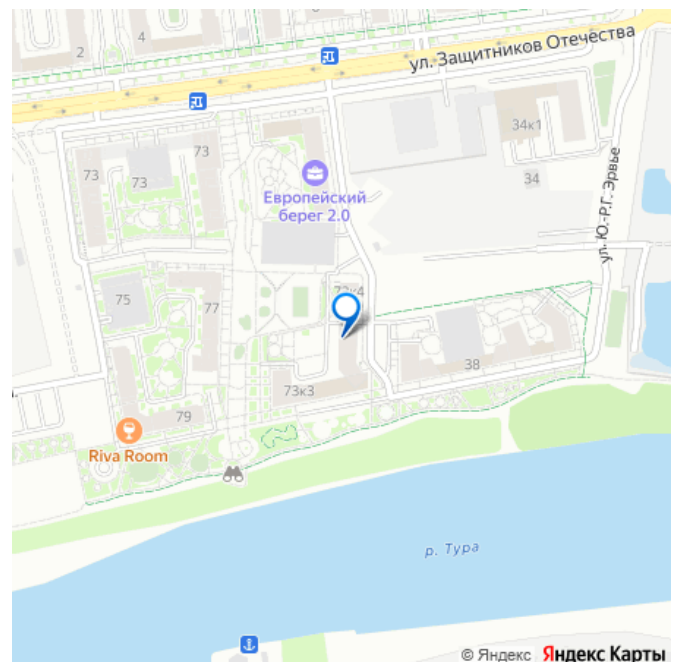 2
4
ул. Защитников Отечества
34к1
73
73
73
34
ул. Ю.-Р.Г. Эрвье
Европейский
берег 2.0
75
77
73к4
38
73к3
79
Riva Room
р. Тура
© Яндекс Яндекс Карты